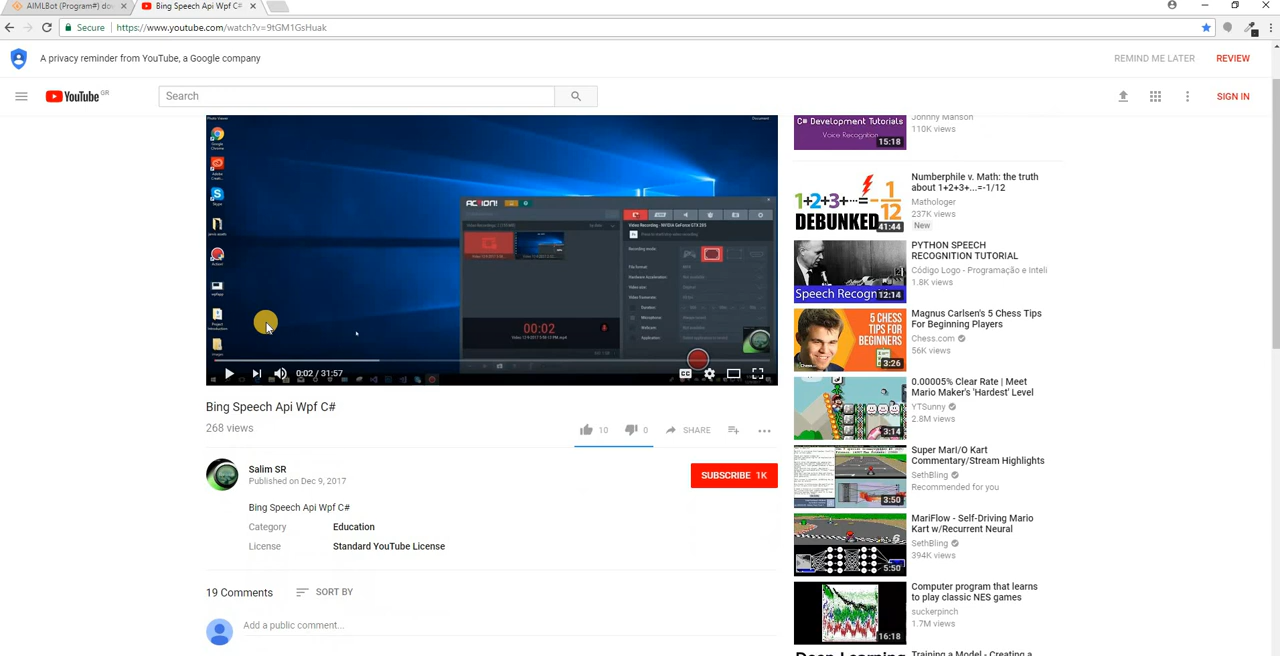 AIMLBot (Program#) do
Bing Speech Api Wpf C#
Secure
https://www.youtube.com/watch?v=9tGM1GsHuak
A privacy reminder from YouTube, a Google company
REMIND ME LATER
REVIEW
YouTube GR
Search
SIGN IN
ACTION!
00:02
0:02 / 31:57
Bing Speech Api Wpf C#
268 views
10
0
SHARE
Salim SR
Published on Dec 9, 2017
SUBSCRIBE 1K
Bing Speech Api Wpf C#
Category Education
License Standard YouTube License
19 Comments
SORT BY
Add a public comment...
C# Development Tutorials
Voice Recognition
15:18
Johnny Manson
110K views
1+2+3+...=-1/12
DEBUNKED
41:44
Numberphile v. Math: the truth
about 1+2+3+...=-1/12
Mathologer
237K views
New
Speech Recogn
12:14
PYTHON SPEECH
RECOGNITION TUTORIAL
Código Logo - Programação e Inteli
1.8K views
5 CHESS
TIPS FOR
BEGINNERS
3:26
Magnus Carlsen's 5 Chess Tips
For Beginning Players
Chess.com
56K views
3:14
0.00005% Clear Rate | Meet
Mario Maker's 'Hardest' Level
YTSunny
2.8M views
3:50
Super MarI/O Kart
Commentary/Stream Highlights
SethBling
Recommended for you
5:50
MariFlow - Self-Driving Mario
Kart w/Recurrent Neural
SethBling
394K views
16:18
Computer program that learns
to play classic NES games
suckerpinch
1.7M views
Deep Learning
Training a Model - Creating a